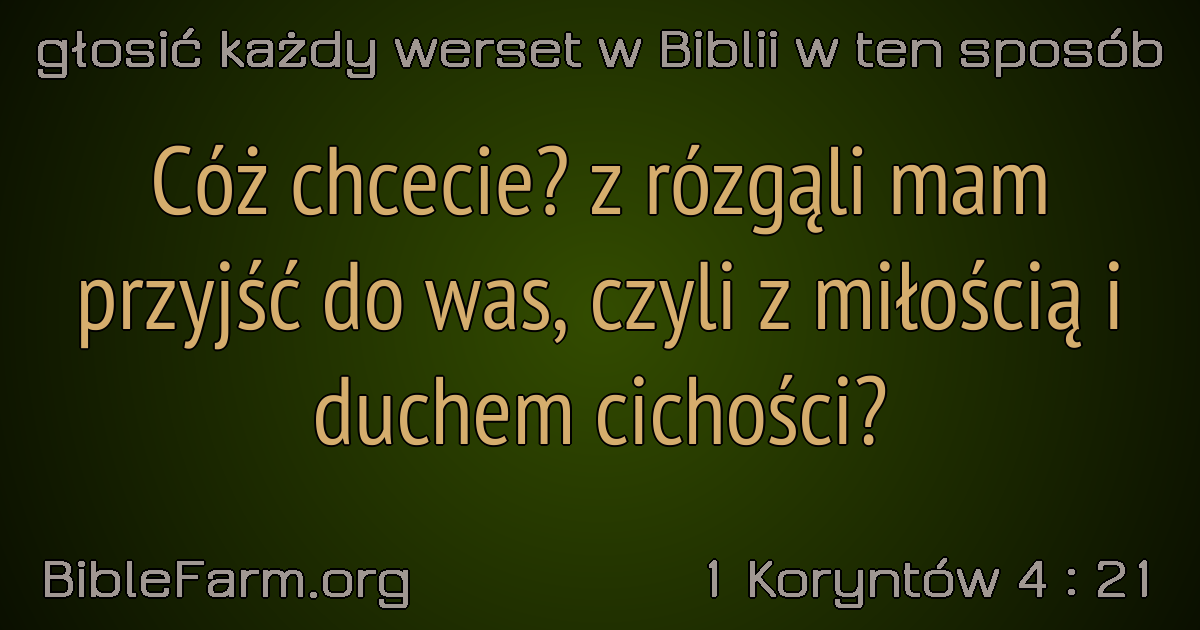 głosić każdy werset w Biblii w ten sposób
Cóż chcecie? z rózgąli mam
przyjść do was, czyli z miłością i
duchem cichości?
BibleFarm.org
1 Koryntów 4 : 21